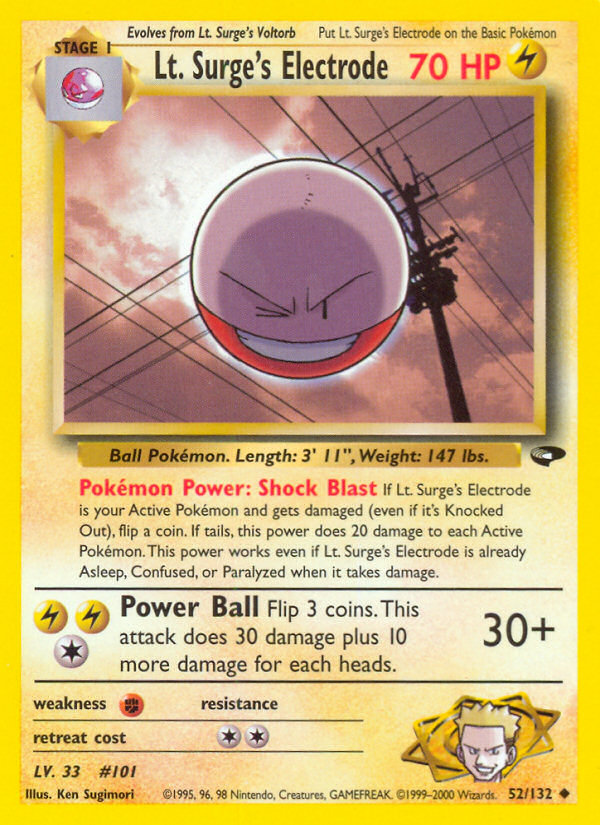 Evolves from Lt. Surge's Voltorb Put Lt. Surge's Electrode on the Basic Pokémon
STAGE 1
Lt. Surge's Electrode 70 HP
Ball Pokémon. Length: 3' 11", Weight: 147 lbs.
Pokémon Power: Shock Blast If Lt. Surge's Electrode
is your Active Pokémon and gets damaged (even if it's Knocked
Out), flip a coin. If tails, this power does 20 damage to each Active
Pokémon. This power works even if Lt. Surge's Electrode is already
Asleep, Confused, or Paralyzed when it takes damage.
Power Ball Flip 3 coins. This
attack does 30 damage plus 10
more damage for each heads.
30+
weakness resistance
retreat cost
LV. 33 #101
Illus. Ken Sugimori ©1995, 96, 98 Nintendo, Creatures, GAMEFREAK. ©1999-2000 Wizards. 52/132